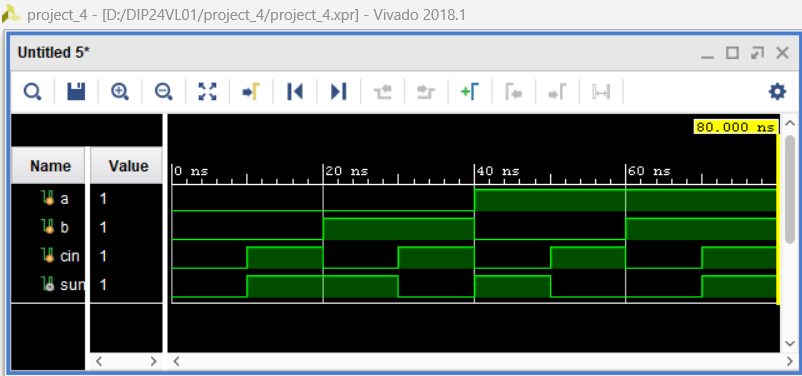 project_4 - [D:/DIP24VL01/project_4/project_4.xpr] - Vivado 2018.1
Untitled 5*
80.000 ns
Name Value
0 ns 20 ns 40 ns 60 ns
a 1
b 1
cin 1
sun 1